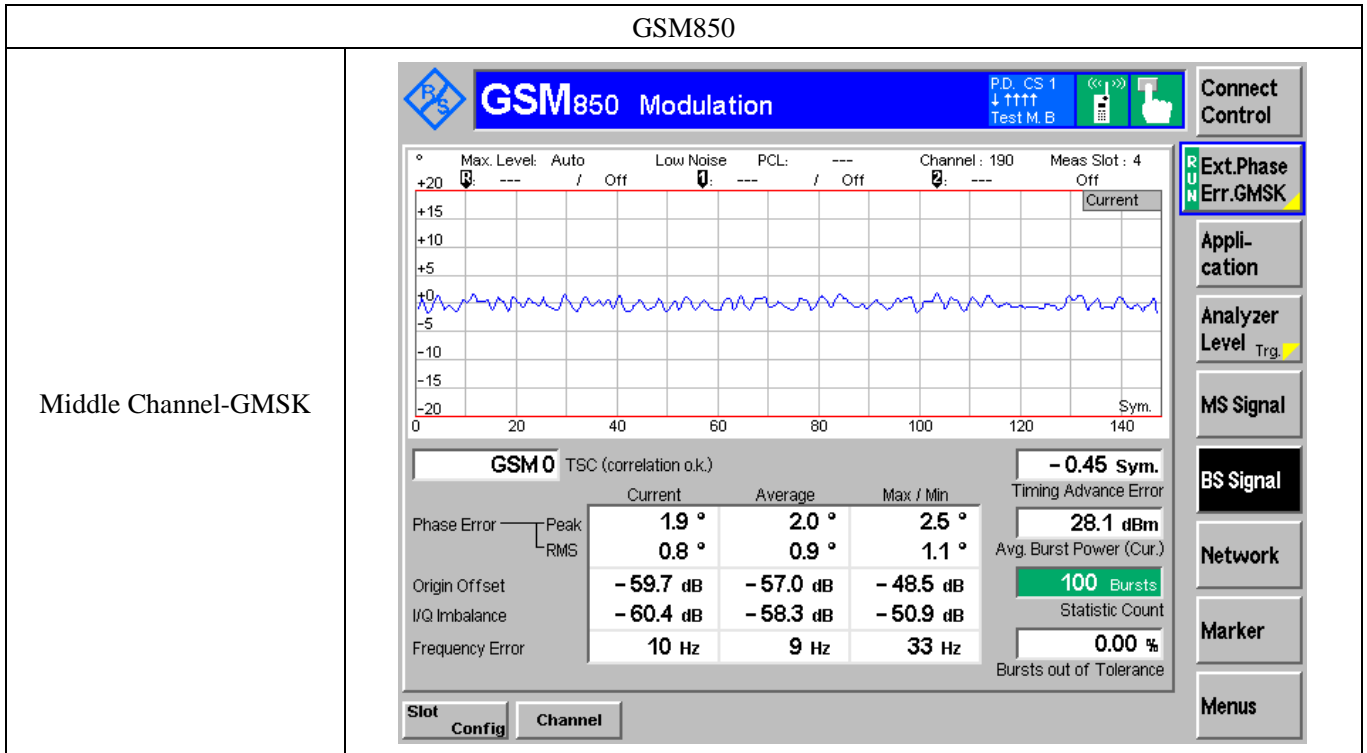 GSM850
Middle Channel-GMSK
R&S
GSM850 Modulation
P.D. CS 1
↓ ↑↑↑↑
Test M. B
Connect
Control
° Max. Level: Auto Low Noise PCL: --- Channel : 190 Meas Slot : 4
+20 R: --- / Off 1: --- / Off 2: --- Off
Current
+15
+10
+5
+0
-5
-10
-15
-20
Sym.
0 20 40 60 80 100 120 140
RUN
Ext.Phase
Err.GMSK
Appli-
cation
Analyzer
Level Trg.
MS Signal
BS Signal
Network
Marker
Menus
GSM 0 TSC (correlation o.k.)
Current Average Max / Min
Phase Error Peak 1.9 ° 2.0 ° 2.5 °
RMS 0.8 ° 0.9 ° 1.1 °
Origin Offset - 59.7 dB - 57.0 dB - 48.5 dB
I/Q Imbalance - 60.4 dB - 58.3 dB - 50.9 dB
Frequency Error 10 Hz 9 Hz 33 Hz
- 0.45 Sym.
Timing Advance Error
28.1 dBm
Avg. Burst Power (Cur.)
100 Bursts
Statistic Count
0.00 %
Bursts out of Tolerance
Slot
Config
Channel